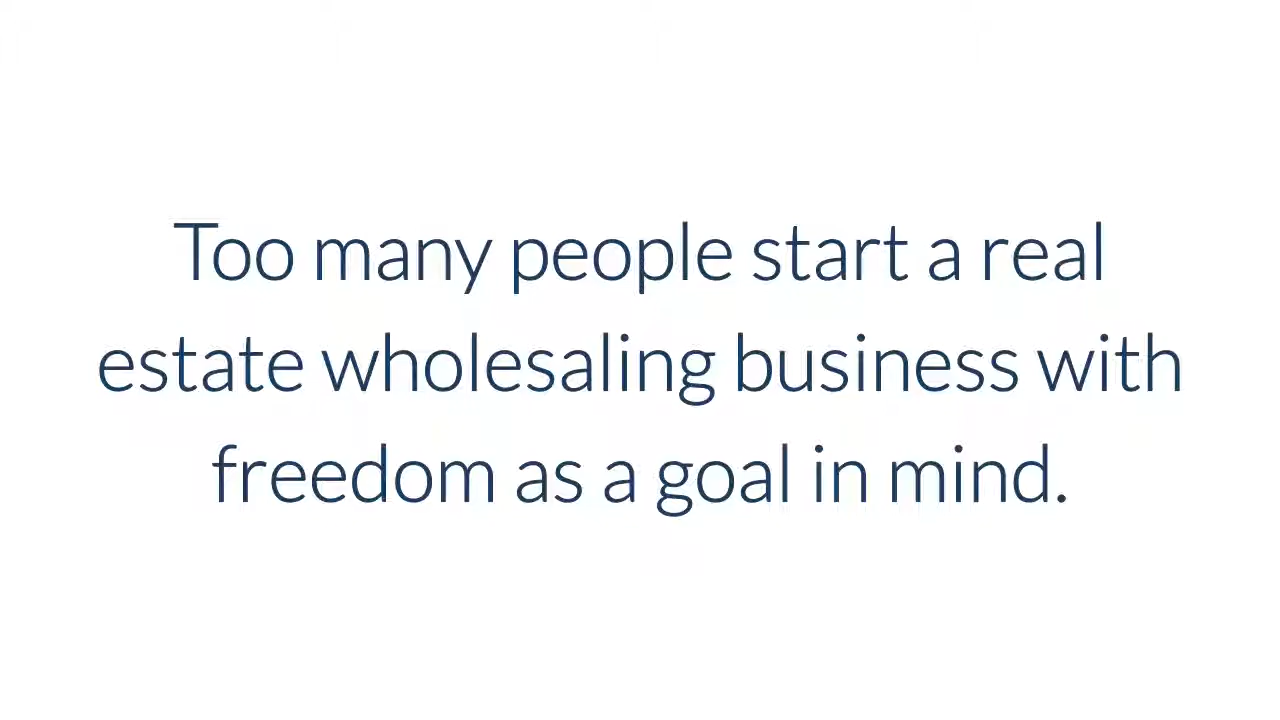 Too many people start a real
estate wholesaling business with
freedom as a goal in mind.